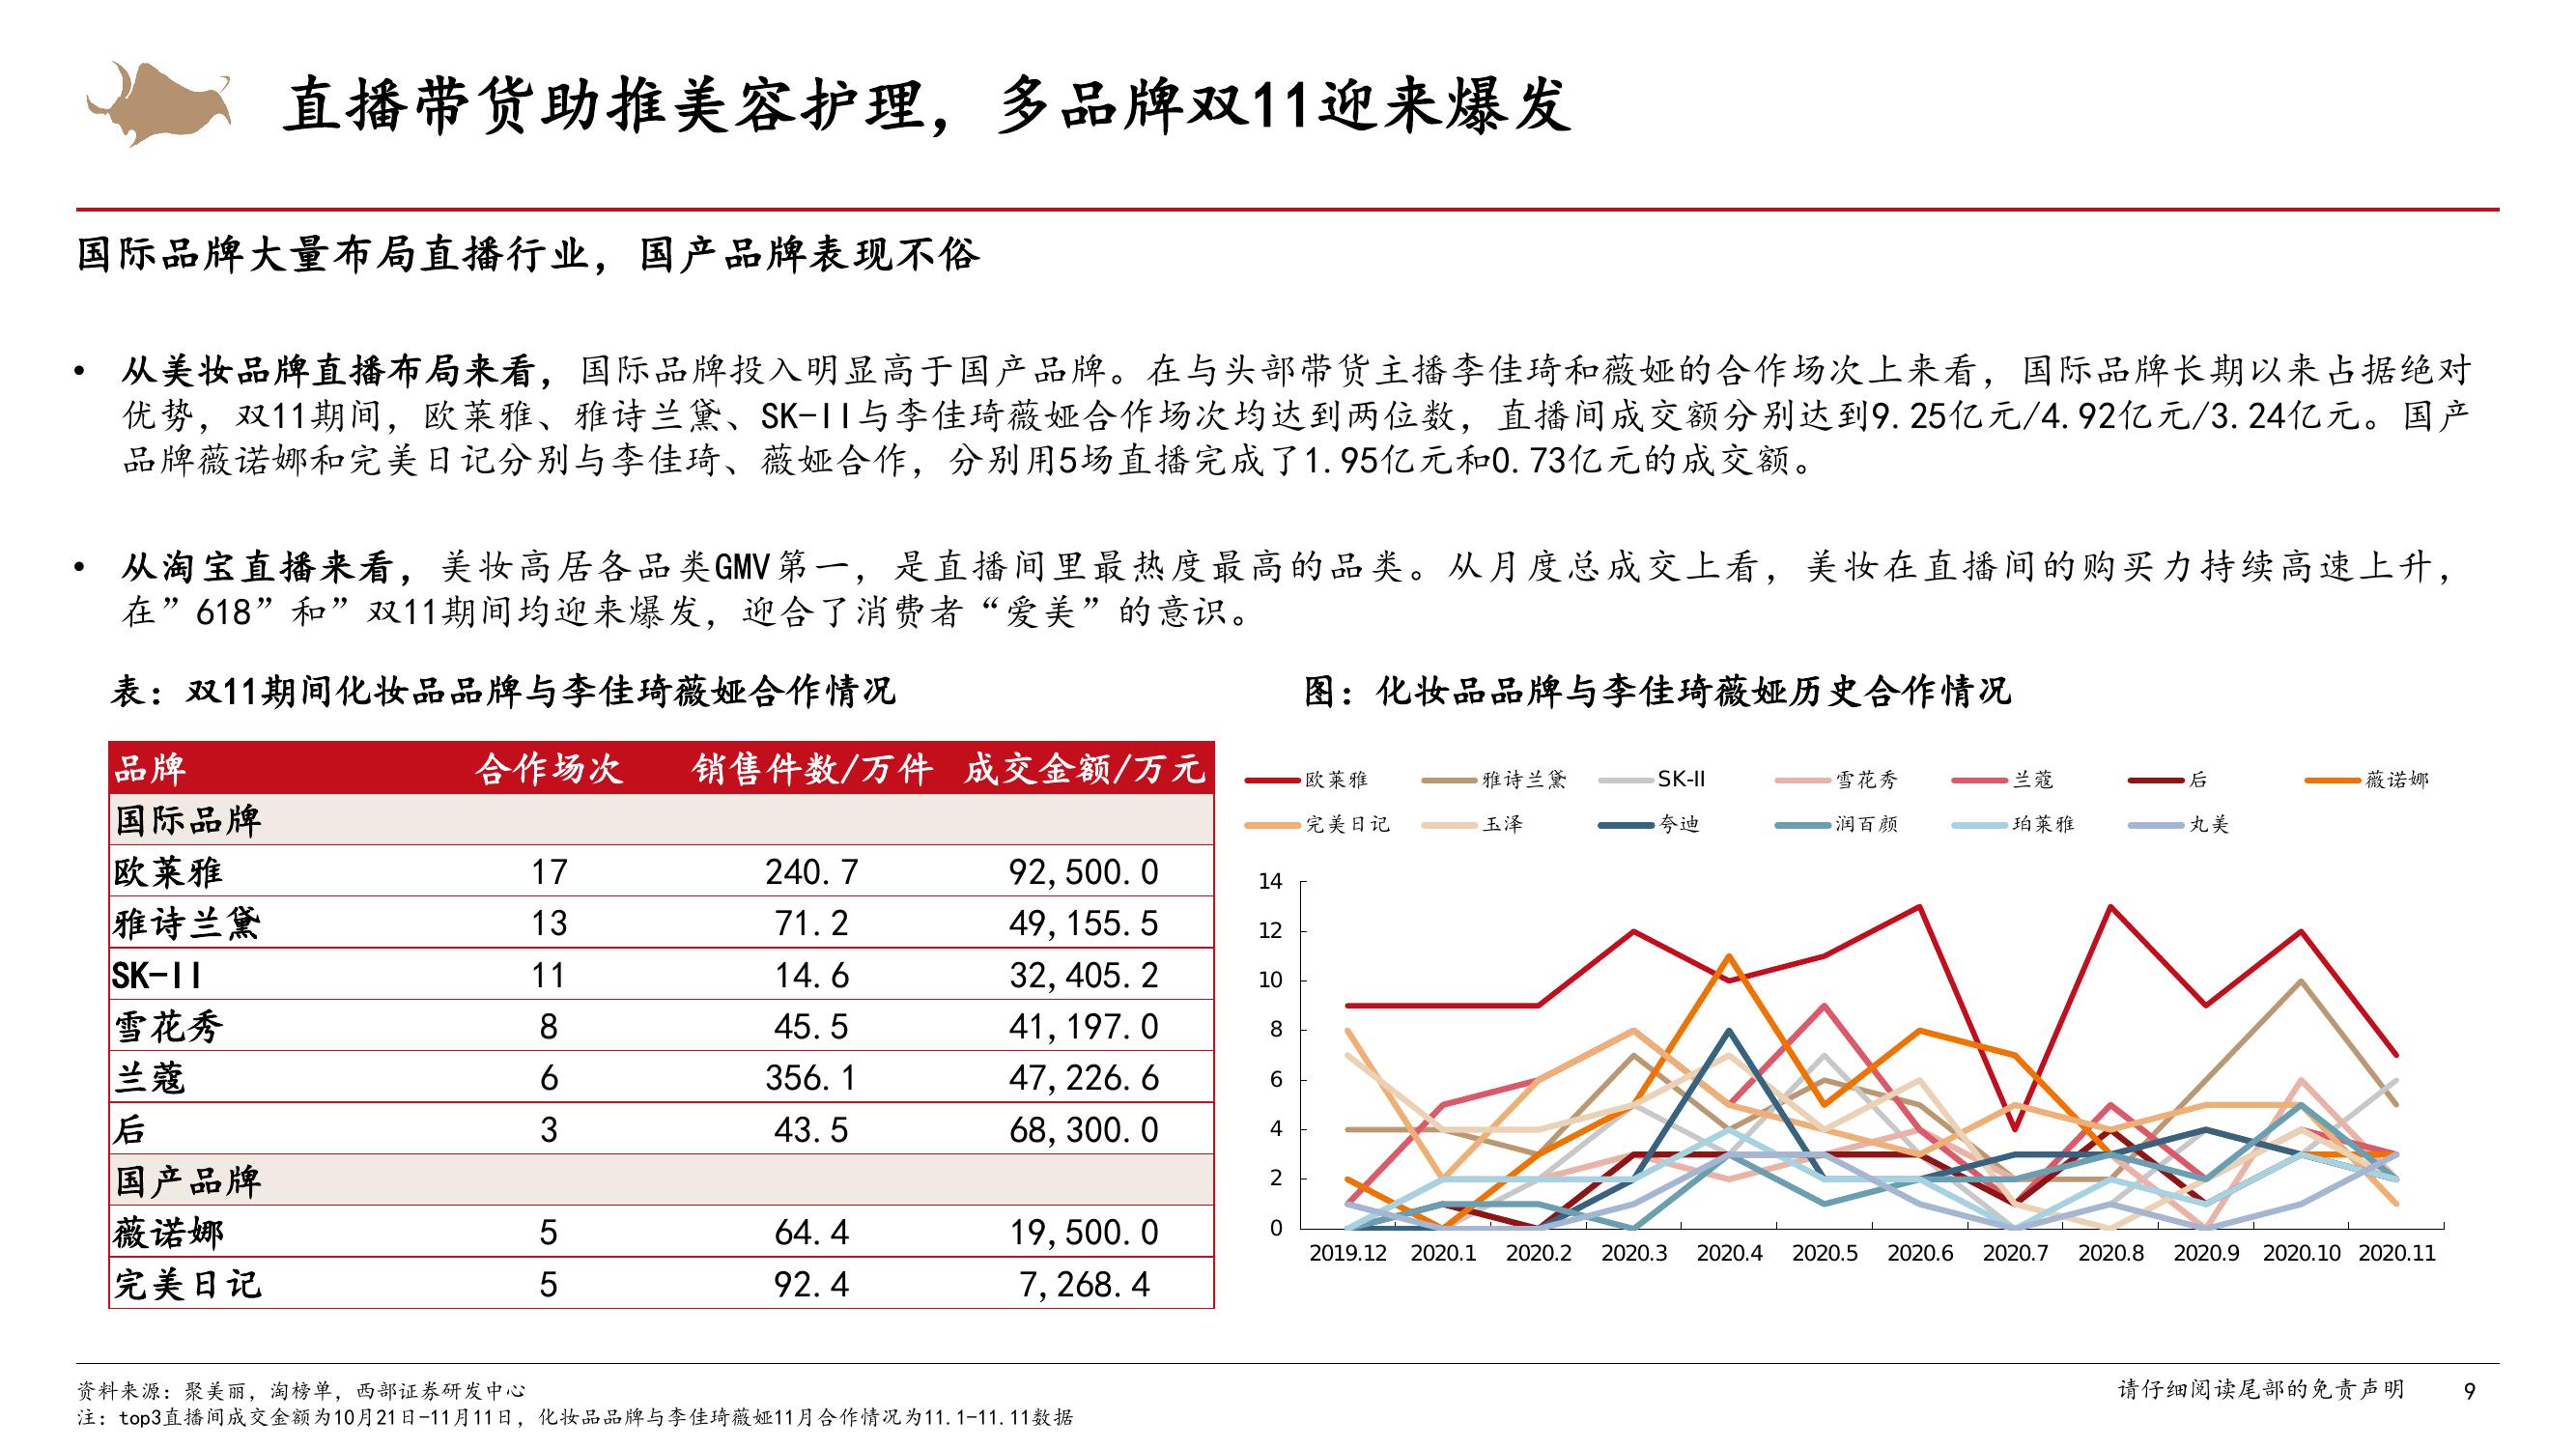 直播带货助推美容护理，多品牌双11迎来爆发
国际品牌大量布局直播行业，国产品牌表现不俗
• 从美妆品牌直播布局来看，国际品牌投入明显高于国产品牌。在与头部带货主播李佳琦和薇娅的合作场次上来看，国际品牌长期以来占据绝对
优势，双11期间，欧莱雅、雅诗兰黛、SK-II与李佳琦薇娅合作场次均达到两位数，直播间成交额分别达到9.25亿元/4.92亿元/3.24亿元。国产
品牌薇诺娜和完美日记分别与李佳琦、薇娅合作，分别用5场直播完成了1.95亿元和0.73亿元的成交额。
• 从淘宝直播来看，美妆高居各品类GMV第一，是直播间里最热度最高的品类。从月度总成交上看，美妆在直播间的购买力持续高速上升，
在”618”和”双11期间均迎来爆发，迎合了消费者“爱美”的意识。
表：双11期间化妆品品牌与李佳琦薇娅合作情况
品牌 合作场次 销售件数/万件 成交金额/万元
国际品牌
欧莱雅 17 240.7 92,500.0
雅诗兰黛 13 71.2 49,155.5
SK-II 11 14.6 32,405.2
雪花秀 8 45.5 41,197.0
兰蔻 6 356.1 47,226.6
后 3 43.5 68,300.0
国产品牌
薇诺娜 5 64.4 19,500.0
完美日记 5 92.4 7,268.4
图：化妆品品牌与李佳琦薇娅历史合作情况
欧莱雅 雅诗兰黛 SK-II 雪花秀 兰蔻 后 薇诺娜
完美日记 玉泽 夸迪 润百颜 珀莱雅 丸美
14
12
10
8
6
4
2
0
2019.12 2020.1 2020.2 2020.3 2020.4 2020.5 2020.6 2020.7 2020.8 2020.9 2020.10 2020.11
资料来源：聚美丽，淘榜单，西部证券研发中心
注：top3直播间成交金额为10月21日-11月11日，化妆品品牌与李佳琦薇娅11月合作情况为11.1-11.11数据
请仔细阅读尾部的免责声明 9